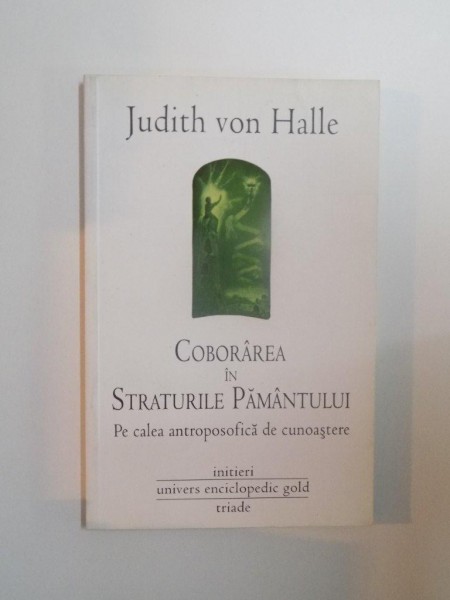 Judith von Halle
COBORÂREA
ÎN
STRATURILE PĂMÂNTULUI
Pe calea antroposofică de cunoaştere
initieri
univers enciclopedic gold
triade